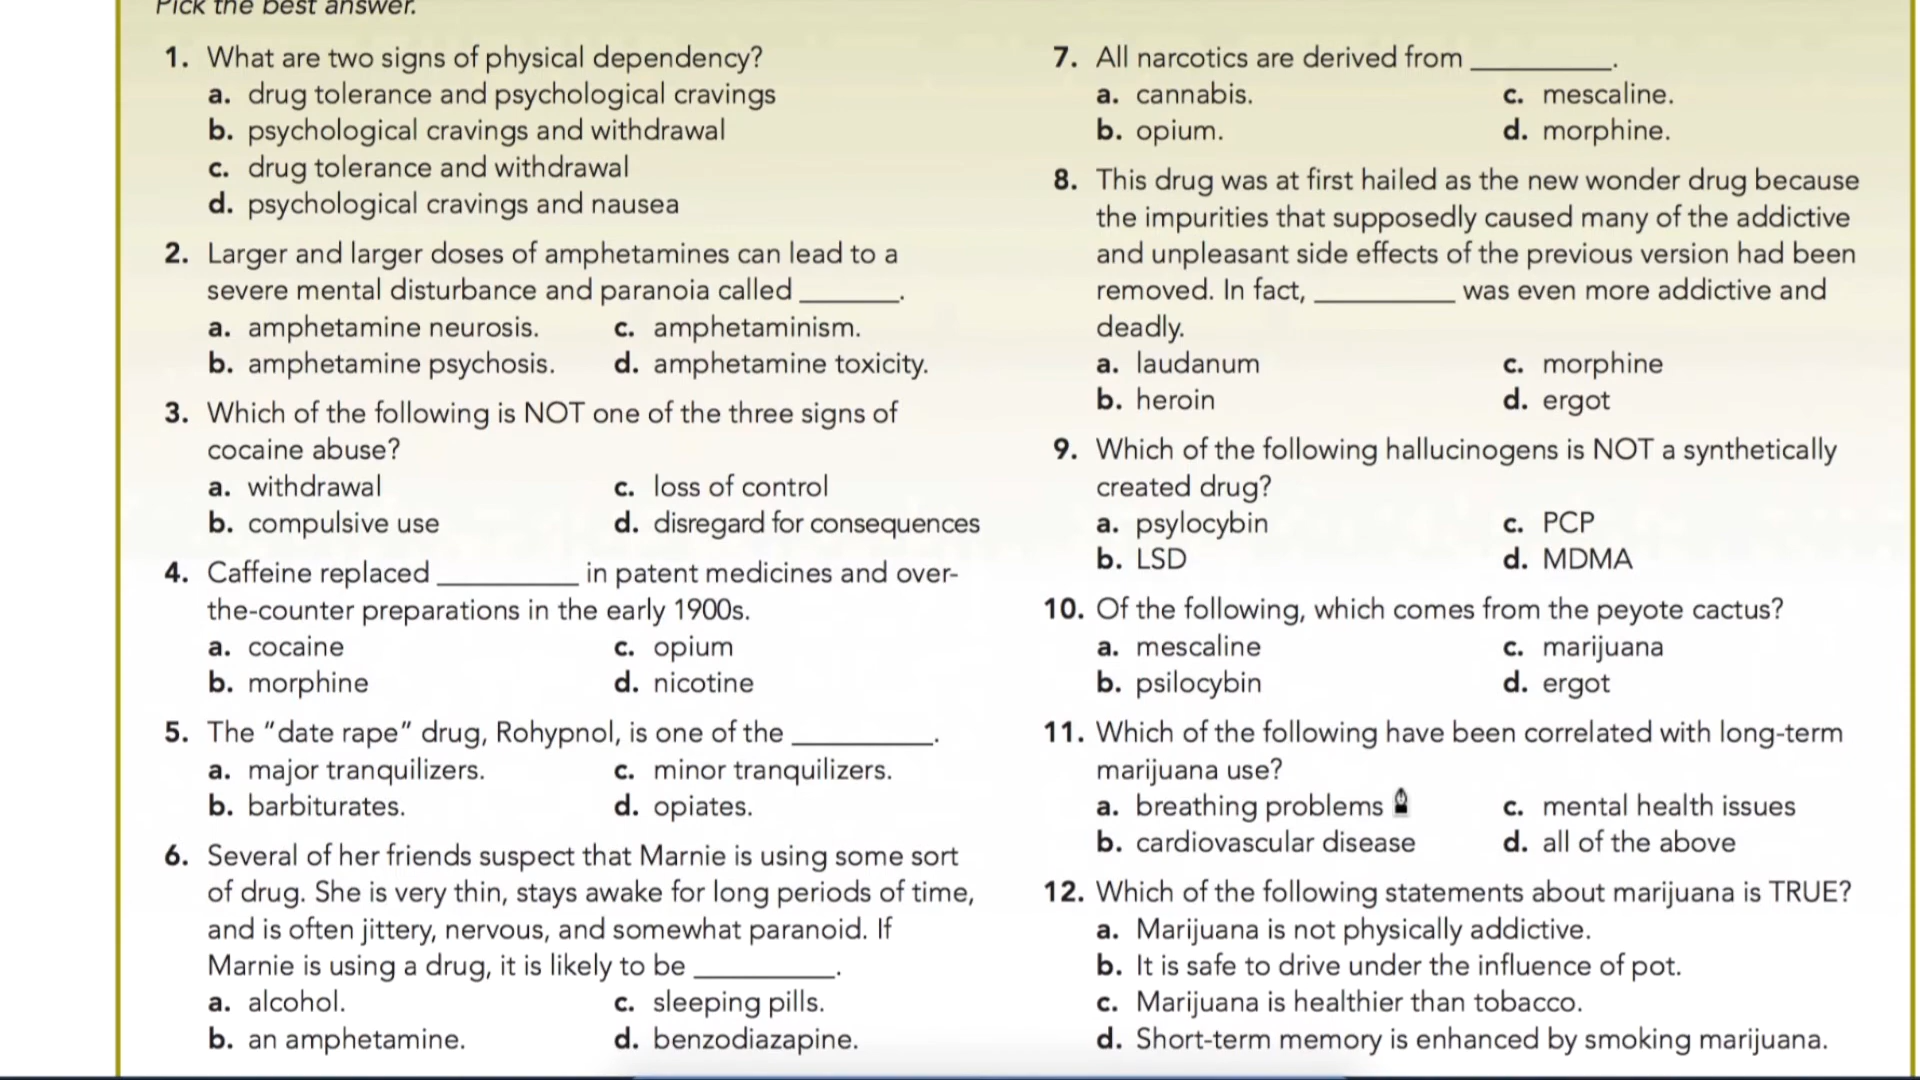 Pick the best answer.
1. What are two signs of physical dependency?
a. drug tolerance and psychological cravings
b. psychological cravings and withdrawal
c. drug tolerance and withdrawal
d. psychological cravings and nausea
2. Larger and larger doses of amphetamines can lead to a
severe mental disturbance and paranoia called _______.
a. amphetamine neurosis. c. amphetaminism.
b. amphetamine psychosis. d. amphetamine toxicity.
3. Which of the following is NOT one of the three signs of
cocaine abuse?
a. withdrawal c. loss of control
b. compulsive use d. disregard for consequences
4. Caffeine replaced __________ in patent medicines and over-
the-counter preparations in the early 1900s.
a. cocaine c. opium
b. morphine d. nicotine
5. The “date rape” drug, Rohypnol, is one of the __________.
a. major tranquilizers. c. minor tranquilizers.
b. barbiturates. d. opiates.
6. Several of her friends suspect that Marnie is using some sort
of drug. She is very thin, stays awake for long periods of time,
and is often jittery, nervous, and somewhat paranoid. If
Marnie is using a drug, it is likely to be __________.
a. alcohol. c. sleeping pills.
b. an amphetamine. d. benzodiazapine.
7. All narcotics are derived from __________.
a. cannabis. c. mescaline.
b. opium. d. morphine.
8. This drug was at first hailed as the new wonder drug because
the impurities that supposedly caused many of the addictive
and unpleasant side effects of the previous version had been
removed. In fact, __________ was even more addictive and
deadly.
a. laudanum c. morphine
b. heroin d. ergot
9. Which of the following hallucinogens is NOT a synthetically
created drug?
a. psylocybin c. PCP
b. LSD d. MDMA
10. Of the following, which comes from the peyote cactus?
a. mescaline c. marijuana
b. psilocybin d. ergot
11. Which of the following have been correlated with long-term
marijuana use?
a. breathing problems c. mental health issues
b. cardiovascular disease d. all of the above
12. Which of the following statements about marijuana is TRUE?
a. Marijuana is not physically addictive.
b. It is safe to drive under the influence of pot.
c. Marijuana is healthier than tobacco.
d. Short-term memory is enhanced by smoking marijuana.